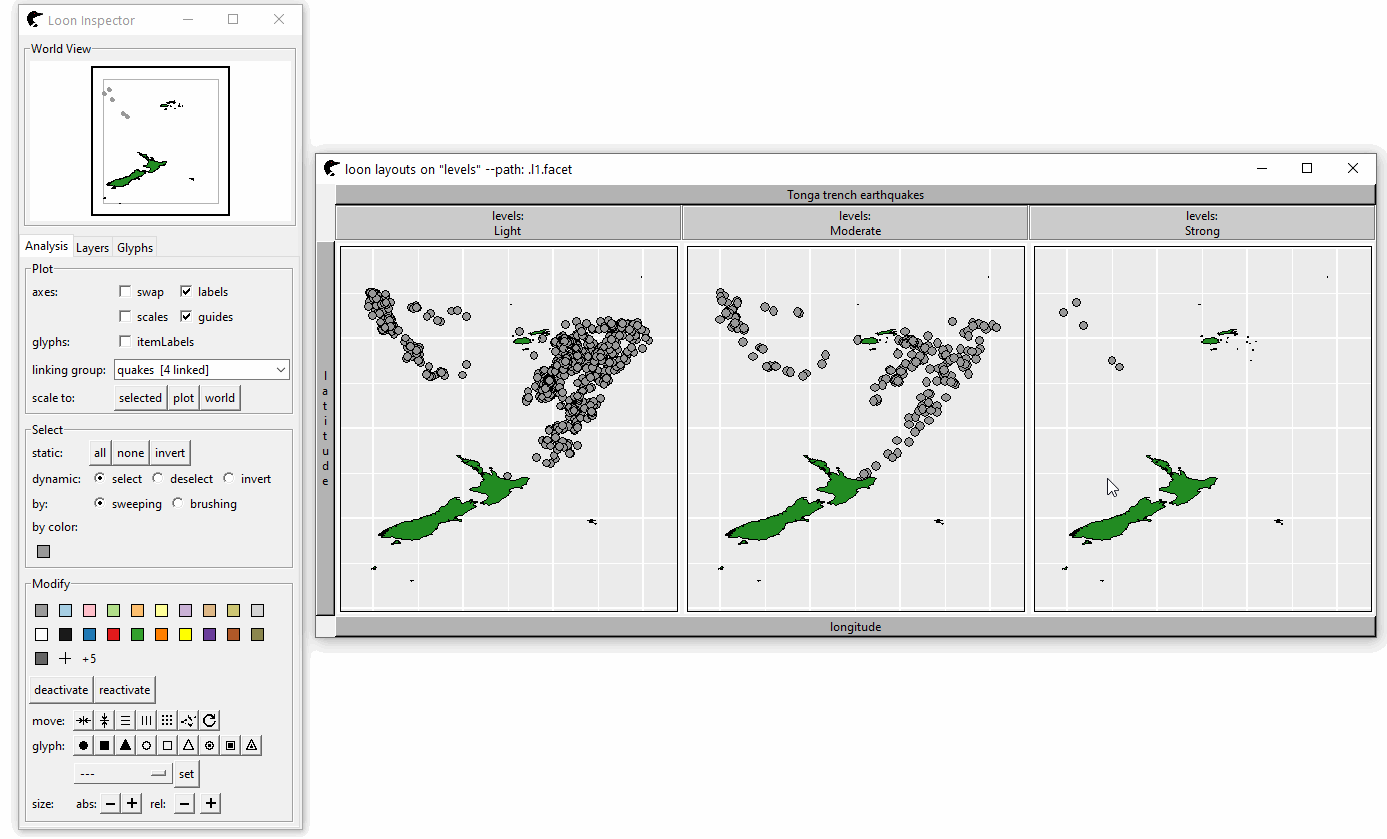 Loon Inspector
World View
Analysis Layers Glyphs
Plot
axes: swap labels
scales guides
glyphs: itemLabels
linking group: quakes [4 linked]
scale to: selected plot world
Select
static: all none invert
dynamic: select deselect invert
by: sweeping brushing
by color:
Modify
+5
deactivate reactivate
move:
glyph:
--- set
size: abs: − + rel: − +
loon layouts on "levels" --path: .l1.facet
Tonga trench earthquakes
levels:
Light
levels:
Moderate
levels:
Strong
latitude
longitude